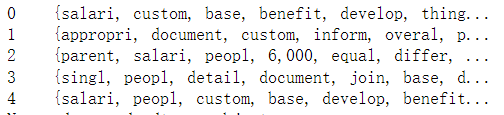 0 {salari, custom, base, benefit, develop, thing...
1 {appropri, document, custom, inform, overal, p...
2 {parent, salari, peopl, 6,000, equal, differ, ...
3 {singl, peopl, detail, document, join, base, d...
4 {salari, peopl, custom, base, develop, benefit...